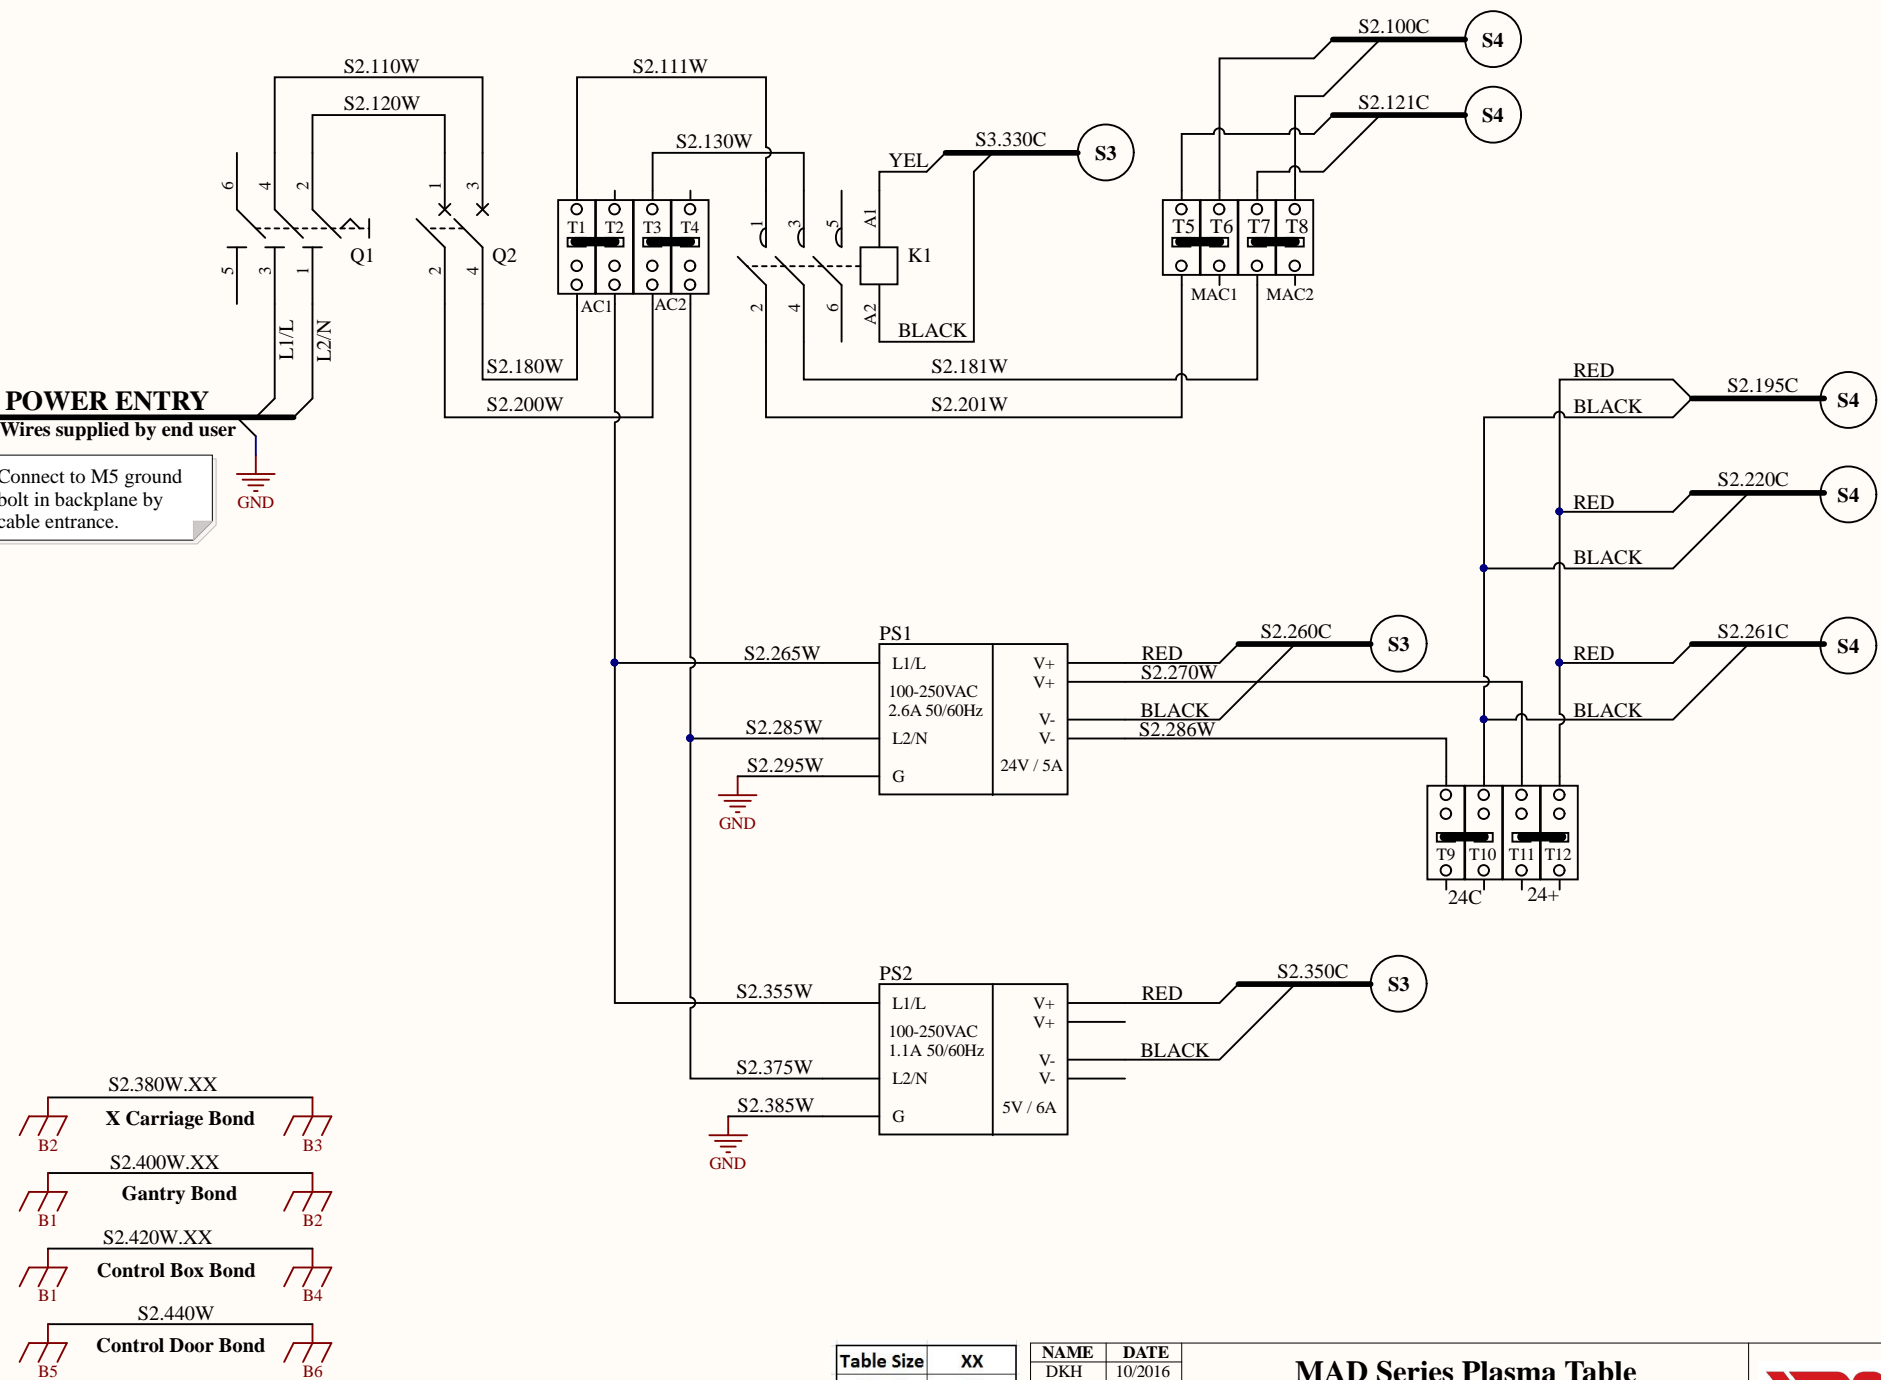 S2.100C
S4
S2.110W
S2.111W
S2.120W
S2.121C
S4
S2.130W
S3.330C
S3
YEL
6
4
2
1
3
Q1
5
3
1
Q2
2
4
T1
T2
T3
T4
AC1
AC2
1
3
5
A1
K1
2
4
6
A2
BLACK
T5
T6
T7
T8
MAC1
MAC2
L1/L
L2/N
S2.180W
S2.181W
S2.200W
S2.201W
POWER ENTRY
Wires supplied by end user
Connect to M5 ground
bolt in backplane by
cable entrance.
GND
RED
S2.195C
S4
BLACK
RED
S2.220C
S4
BLACK
RED
S2.261C
S4
BLACK
PS1
S2.265W
L1/L
100-250VAC
2.6A 50/60Hz
S2.285W
L2/N
S2.295W
G
GND
V+
V+
V-
V-
24V / 5A
RED
S2.260C
S3
S2.270W
BLACK
S2.286W
T9
T10
T11
T12
24C
24+
PS2
S2.355W
L1/L
100-250VAC
1.1A 50/60Hz
S2.375W
L2/N
S2.385W
G
GND
V+
V+
V-
V-
5V / 6A
RED
S2.350C
S3
BLACK
S2.380W.XX
X Carriage Bond
B2
B3
S2.400W.XX
Gantry Bond
B1
B2
S2.420W.XX
Control Box Bond
B1
B4
S2.440W
Control Door Bond
B5
B6
Table Size
XX
NAME
DATE
DKH
10/2016
MAD Series Plasma Table